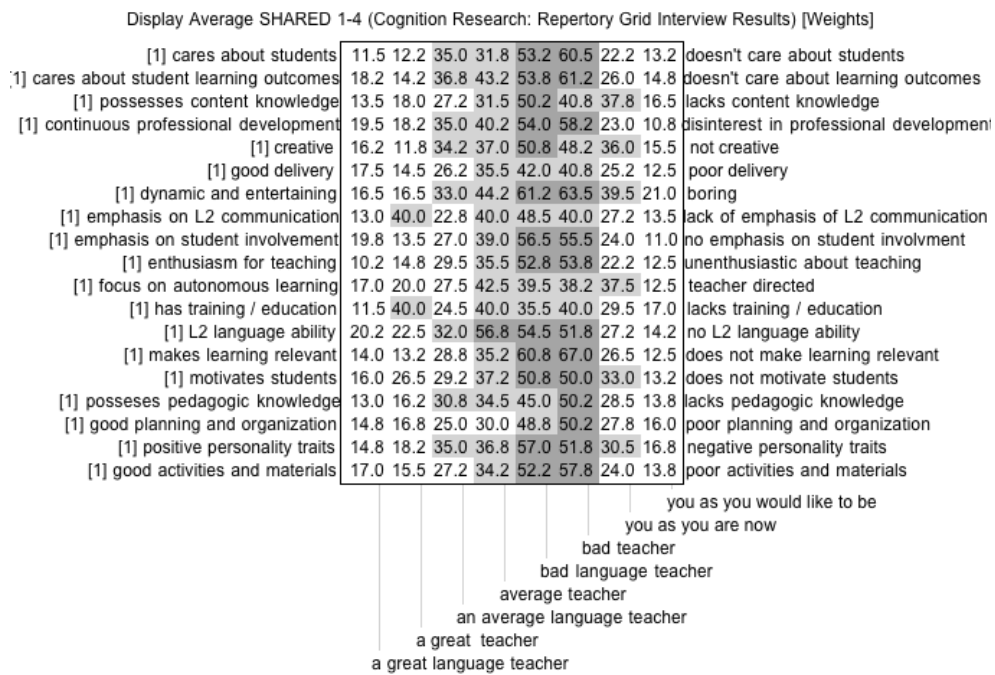 Display Average SHARED 1-4 (Cognition Research: Repertory Grid Interview Results) [Weights]
[1] cares about students 11.5 12.2 35.0 31.8 53.2 60.5 22.2 13.2 doesn't care about students
[1] cares about student learning outcomes 18.2 14.2 36.8 43.2 53.8 61.2 26.0 14.8 doesn't care about learning outcomes
[1] possesses content knowledge 13.5 18.0 27.2 31.5 50.2 40.8 37.8 16.5 lacks content knowledge
[1] continuous professional development 19.5 18.2 35.0 40.2 54.0 58.2 23.0 10.8 disinterest in professional development
[1] creative 16.2 11.8 34.2 37.0 50.8 48.2 36.0 15.5 not creative
[1] good delivery 17.5 14.5 26.2 35.5 42.0 40.8 25.2 12.5 poor delivery
[1] dynamic and entertaining 16.5 16.5 33.0 44.2 61.2 63.5 39.5 21.0 boring
[1] emphasis on L2 communication 13.0 40.0 22.8 40.0 48.5 40.0 27.2 13.5 lack of emphasis of L2 communication
[1] emphasis on student involvement 19.8 13.5 27.0 39.0 56.5 55.5 24.0 11.0 no emphasis on student involvment
[1] enthusiasm for teaching 10.2 14.8 29.5 35.5 52.8 53.8 22.2 12.5 unenthusiastic about teaching
[1] focus on autonomous learning 17.0 20.0 27.5 42.5 39.5 38.2 37.5 12.5 teacher directed
[1] has training / education 11.5 40.0 24.5 40.0 35.5 40.0 29.5 17.0 lacks training / education
[1] L2 language ability 20.2 22.5 32.0 56.8 54.5 51.8 27.2 14.2 no L2 language ability
[1] makes learning relevant 14.0 13.2 28.8 35.2 60.8 67.0 26.5 12.5 does not make learning relevant
[1] motivates students 16.0 26.5 29.2 37.2 50.8 50.0 33.0 13.2 does not motivate students
[1] posseses pedagogic knowledge 13.0 16.2 30.8 34.5 45.0 50.2 28.5 13.8 lacks pedagogic knowledge
[1] good planning and organization 14.8 16.8 25.0 30.0 48.8 50.2 27.8 16.0 poor planning and organization
[1] positive personality traits 14.8 18.2 35.0 36.8 57.0 51.8 30.5 16.8 negative personality traits
[1] good activities and materials 17.0 15.5 27.2 34.2 52.2 57.8 24.0 13.8 poor activities and materials
you as you would like to be
you as you are now
bad teacher
bad language teacher
average teacher
an average language teacher
a great teacher
a great language teacher